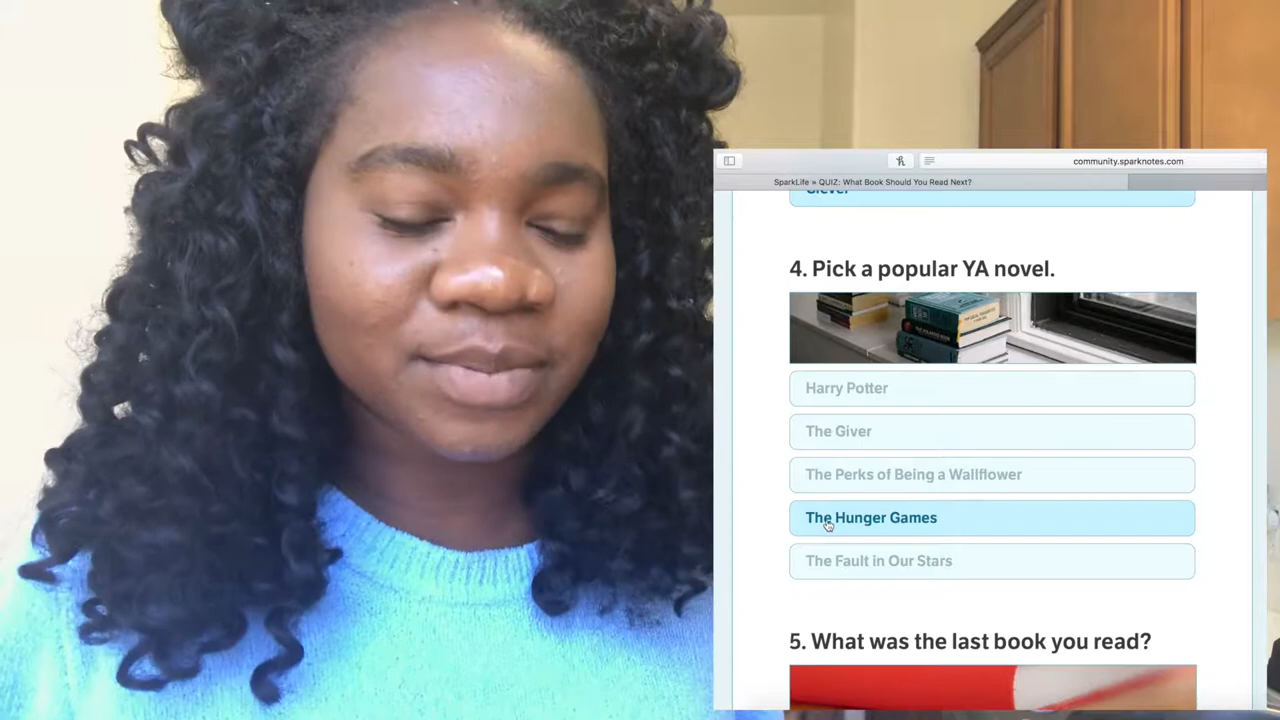 community.sparknotes.com
SparkLife » QUIZ: What Book Should You Read Next?
Clever
4. Pick a popular YA novel.
Harry Potter
The Giver
The Perks of Being a Wallflower
The Hunger Games
The Fault in Our Stars
5. What was the last book you read?